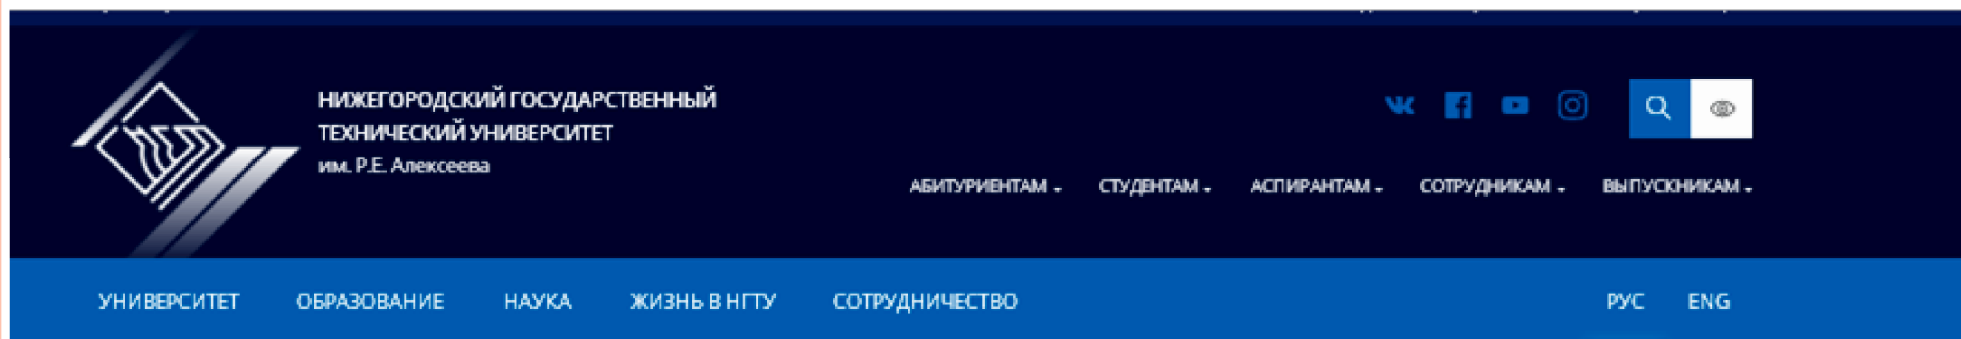 НИЖЕГОРОДСКИЙ ГОСУДАРСТВЕННЫЙ
ТЕХНИЧЕСКИЙ УНИВЕРСИТЕТ
им. Р.Е. Алексеева
АБИТУРИЕНТАМ СТУДЕНТАМ АСПИРАНТАМ СОТРУДНИКАМ ВЫПУСКНИКАМ
УНИВЕРСИТЕТ ОБРАЗОВАНИЕ НАУКА ЖИЗНЬ В НГТУ СОТРУДНИЧЕСТВО РУС ENG